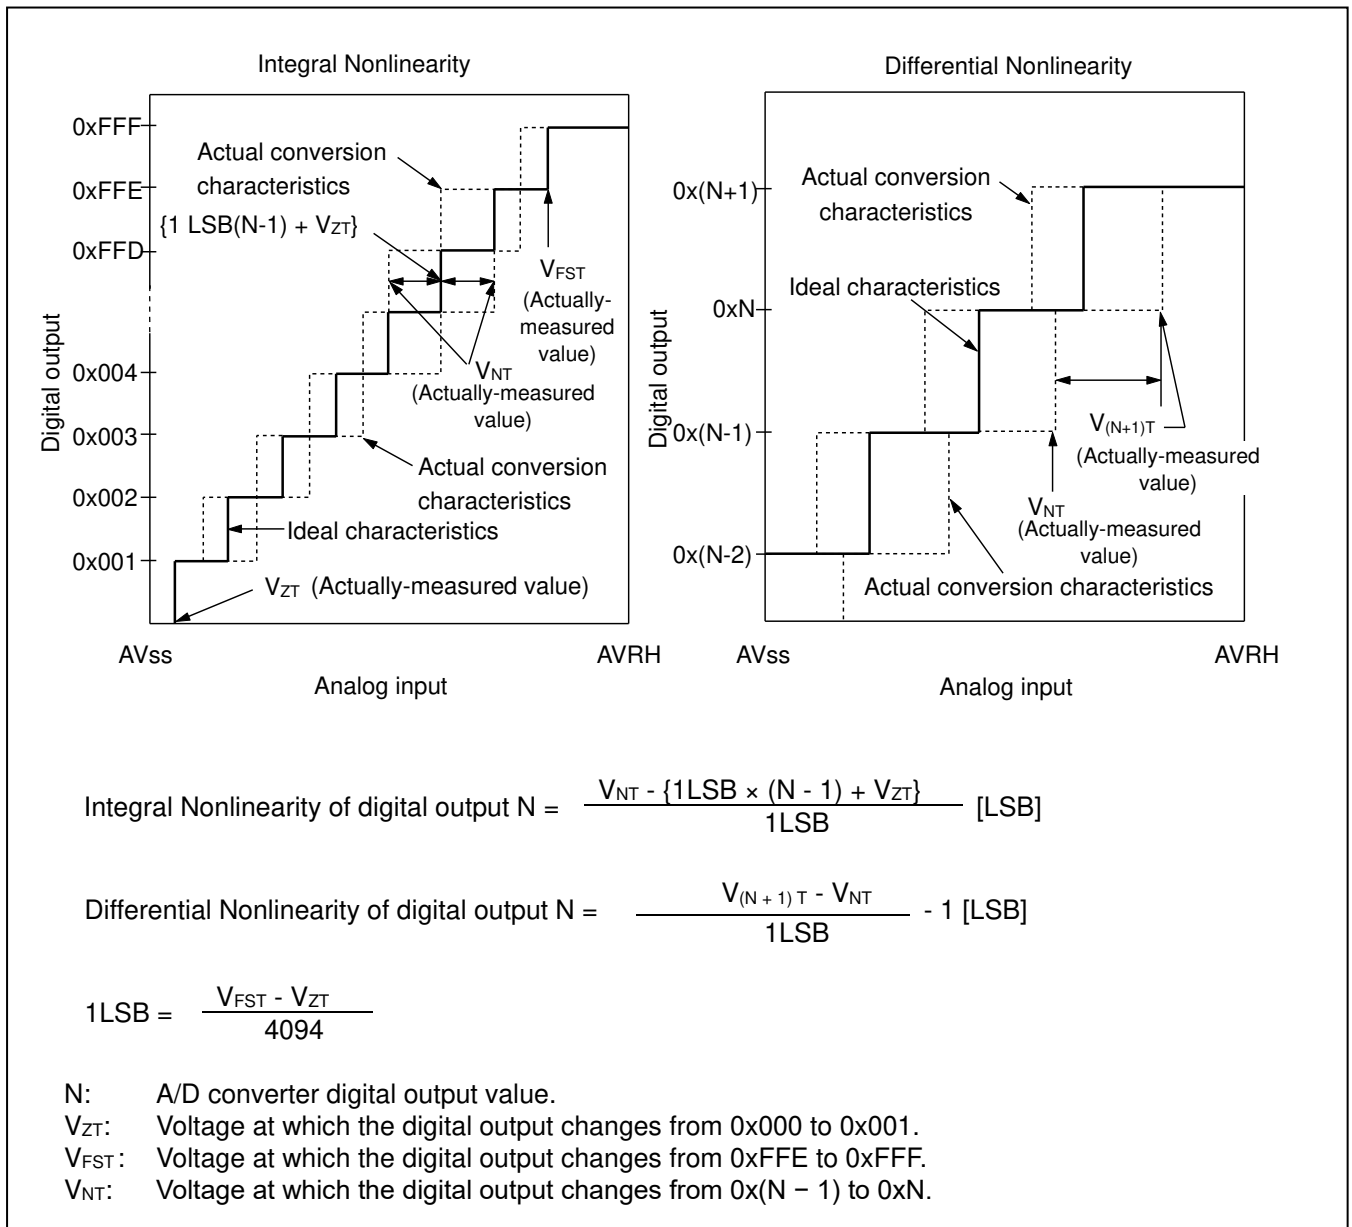 Integral Nonlinearity
0xFFF
0xFFE
0xFFD
0x004
0x003
0x002
0x001
Digital output
Actual conversion
characteristics
{1 LSB(N-1) + VZT}
VFST
(Actually-
measured
value)
VNT
(Actually-measured
value)
Actual conversion
characteristics
Ideal characteristics
VZT (Actually-measured value)
AVss
AVRH
Analog input
Differential Nonlinearity
0x(N+1)
0xN
0x(N-1)
0x(N-2)
Digital output
Actual conversion
characteristics
Ideal characteristics
V(N+1)T
(Actually-measured
value)
VNT
(Actually-measured
value)
Actual conversion characteristics
AVss
AVRH
Analog input
Integral Nonlinearity of digital output N =
VNT - {1LSB × (N - 1) + VZT}
1LSB
[LSB]
Differential Nonlinearity of digital output N =
V(N + 1) T - VNT
1LSB
- 1 [LSB]
1LSB =
VFST - VZT
4094
N: A/D converter digital output value.
VZT: Voltage at which the digital output changes from 0x000 to 0x001.
VFST: Voltage at which the digital output changes from 0xFFE to 0xFFF.
VNT: Voltage at which the digital output changes from 0x(N − 1) to 0xN.